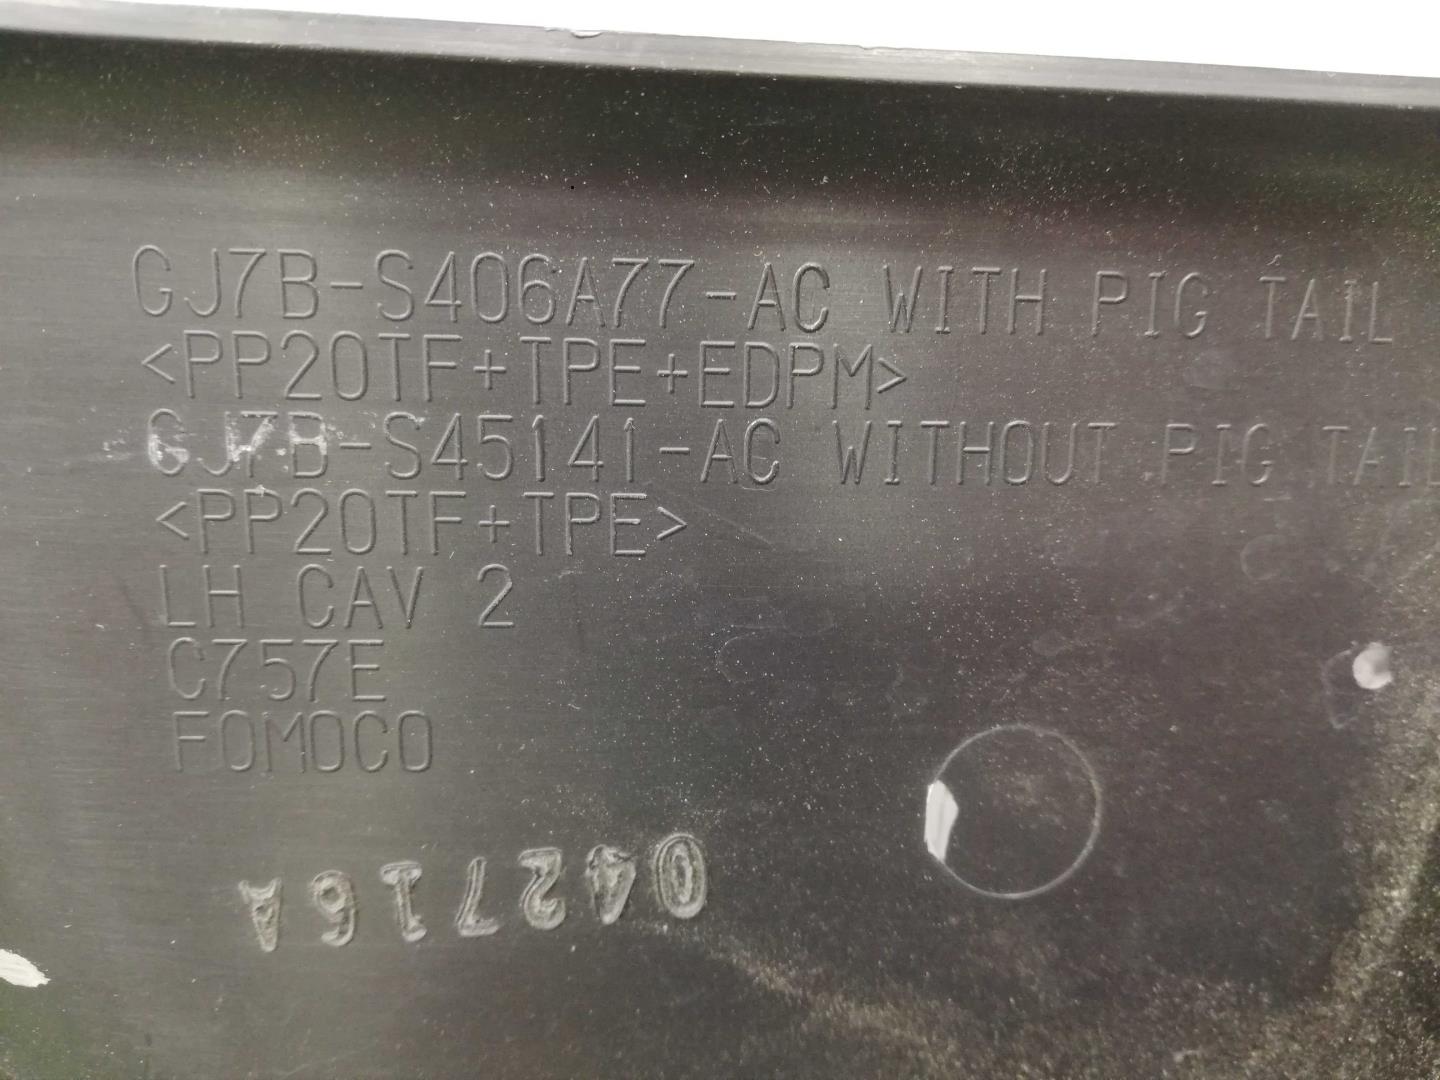 GJ7B-S406A77-AC WITH PIG TAIL
<PP20TF+TPE+EDPM>
GJ7B-S45141-AC WITHOUT PIG TAIL
<PP20TF+TPE>
LH CAV 2
C757E
FOMOCO
042716A